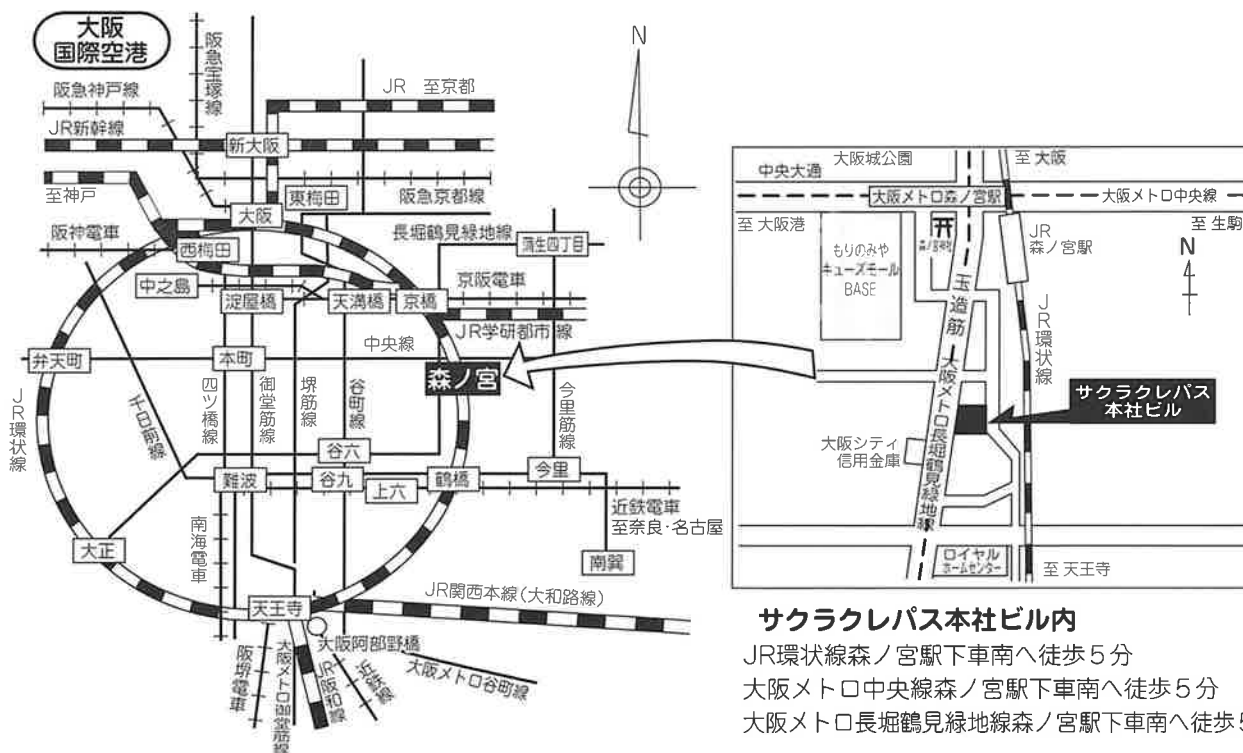 大阪
国際空港
阪急宝塚線
阪急神戸線
JR 至京都
JR新幹線
新大阪
至神戸
東梅田
阪急京都線
大阪
阪神電車
西梅田
長堀鶴見緑地線
蒲生四丁目
中之島
淀屋橋
天満橋
京橋
京阪電車
JR学研都市線
中央線
弁天町
本町
森ノ宮
JR環状線
千日前線
四ツ橋線
御堂筋線
堺筋線
谷町線
今里筋線
谷六
難波
谷九
上六
鶴橋
今里
近鉄電車
至奈良・名古屋
南海電車
大正
南巽
天王寺
JR関西本線(大和路線)
大阪阿部野橋
阪堺電車
大阪メトロ御堂筋線
JR阪和線
近鉄線
大阪メトロ谷町線
N
大阪城公園
至 大阪
中央大通
大阪メトロ森ノ宮駅
大阪メトロ中央線
至 大阪港
至 生駒
もりのみや
キューズモール
BASE
森ノ宮神社
JR
森ノ宮駅
N
玉造筋
大阪メトロ長堀鶴見緑地線
JR環状線
サクラクレパス
本社ビル
大阪シティ
信用金庫
ロイヤル
ホームセンター
至 天王寺
サクラクレパス本社ビル内
JR環状線森ノ宮駅下車南へ徒歩5分
大阪メトロ中央線森ノ宮駅下車南へ徒歩5分
大阪メトロ長堀鶴見緑地線森ノ宮駅下車南へ徒歩5